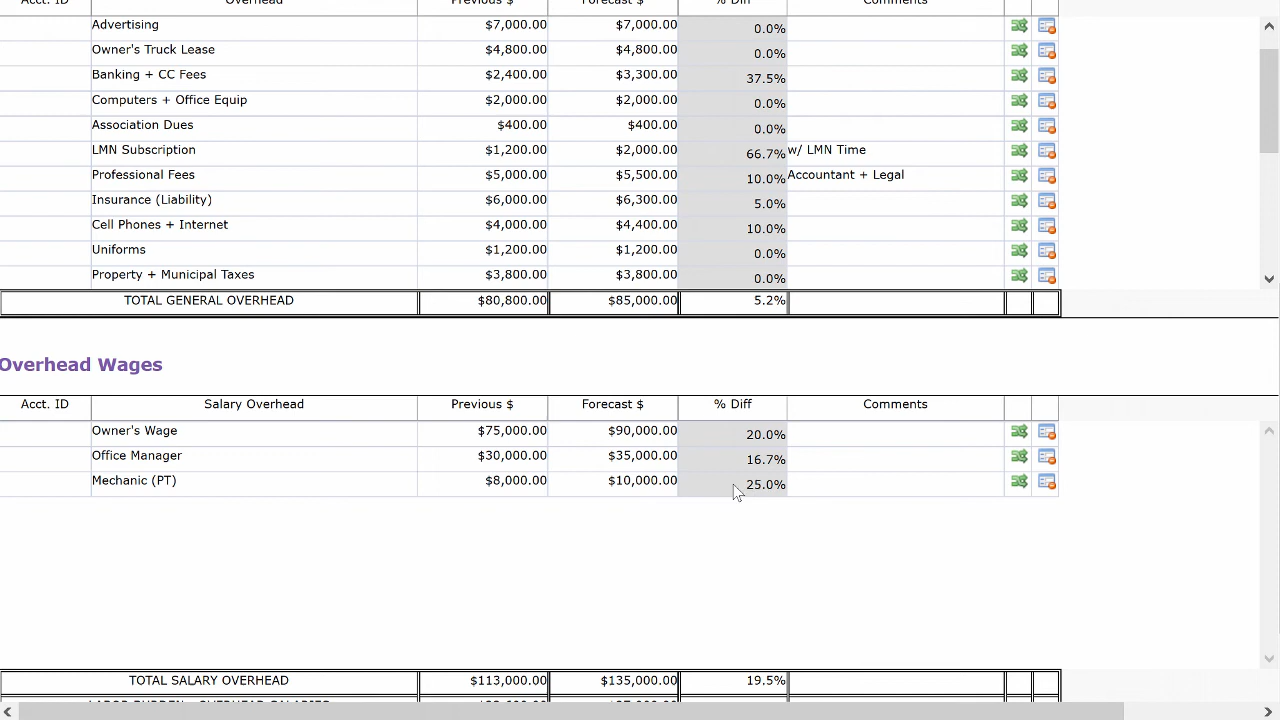 Acct. ID Overhead Previous $ Forecast $ % Diff Comments
Advertising $7,000.00 $7,000.00 0.0%
Owner's Truck Lease $4,800.00 $4,800.00 0.0%
Banking + CC Fees $2,400.00 $3,300.00 37.5%
Computers + Office Equip $2,000.00 $2,000.00 0.0%
Association Dues $400.00 $400.00 0.0%
LMN Subscription $1,200.00 $2,000.00 66.7% w/ LMN Time
Professional Fees $5,000.00 $5,500.00 10.0% Accountant + Legal
Insurance (Liability) $6,000.00 $6,300.00 5.0%
Cell Phones + Internet $4,000.00 $4,400.00 10.0%
Uniforms $1,200.00 $1,200.00 0.0%
Property + Municipal Taxes $3,800.00 $3,800.00 0.0%
TOTAL GENERAL OVERHEAD $80,800.00 $85,000.00 5.2%
Overhead Wages
Acct. ID Salary Overhead Previous $ Forecast $ % Diff Comments
Owner's Wage $75,000.00 $90,000.00 20.0%
Office Manager $30,000.00 $35,000.00 16.7%
Mechanic (PT) $8,000.00 $10,000.00 25.0%
TOTAL SALARY OVERHEAD $113,000.00 $135,000.00 19.5%